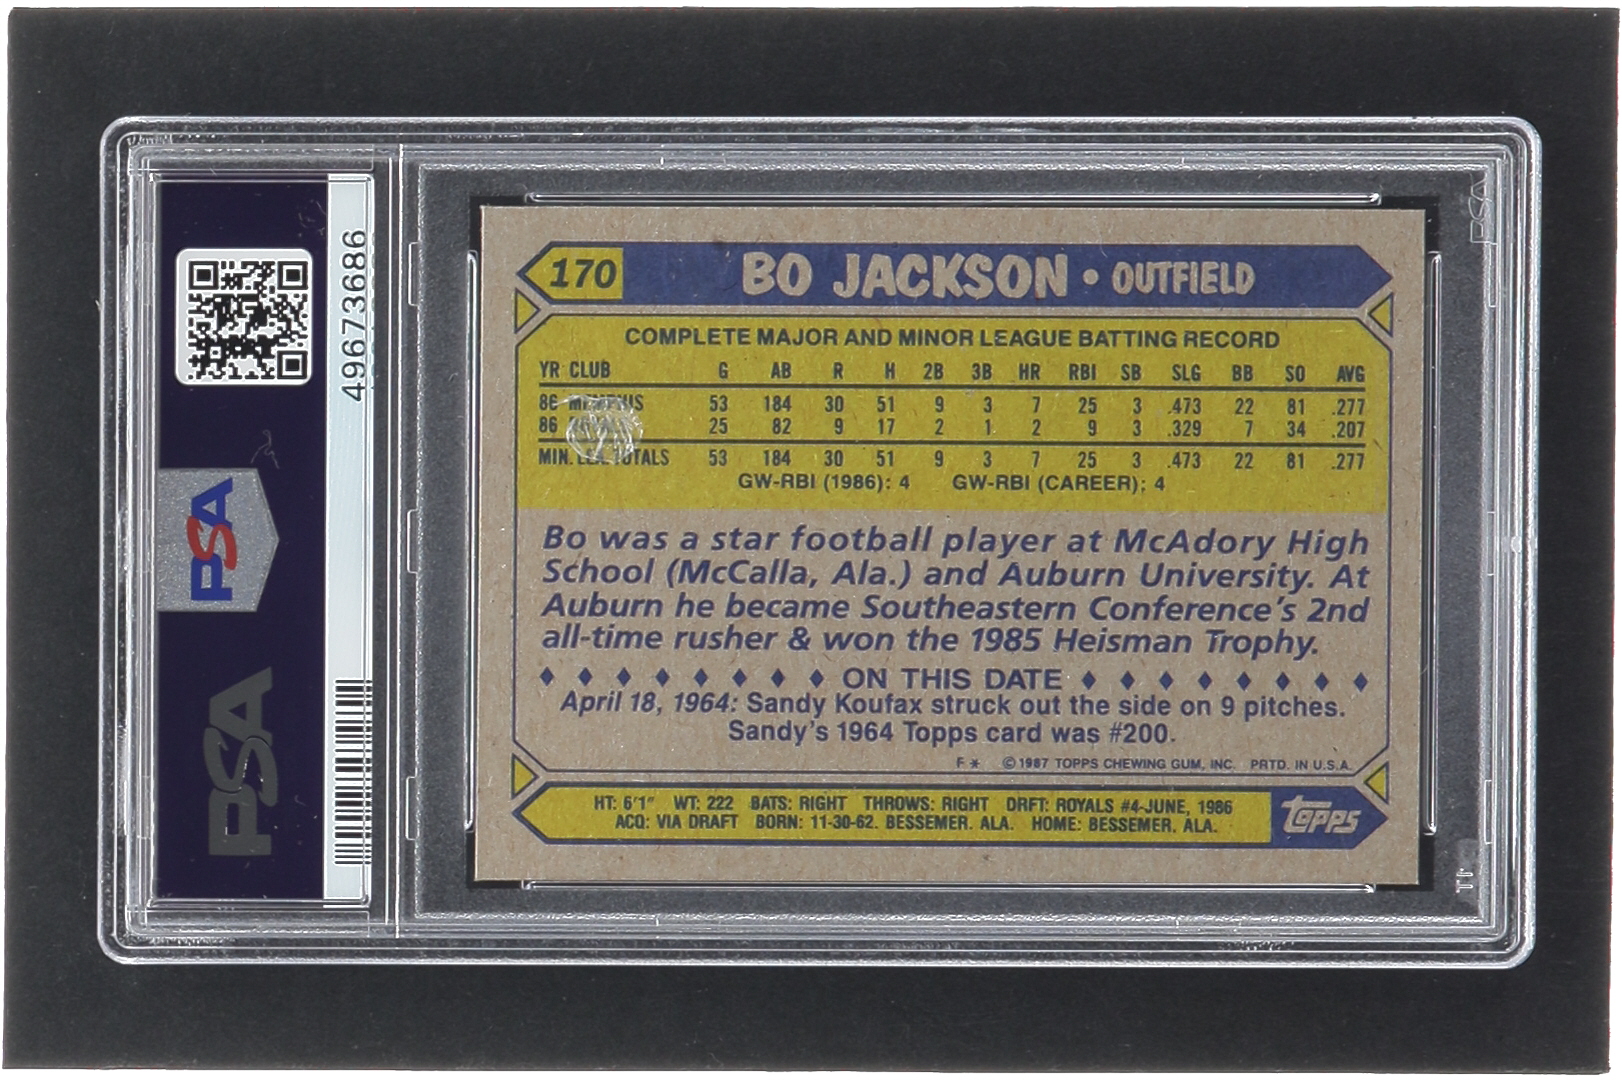 49673686
PSA
PSA
170 BO JACKSON • OUTFIELD
COMPLETE MAJOR AND MINOR LEAGUE BATTING RECORD
YR CLUB G AB R H 2B 3B HR RBI SB SLG BB SO AVG
86 MEMPHIS 53 184 30 51 9 3 7 25 3 .473 22 81 .277
86 25 82 9 17 2 1 2 9 3 .329 7 34 .207
MIN. LEA. TOTALS 53 184 30 51 9 3 7 25 3 .473 22 81 .277
GW-RBI (1986): 4 GW-RBI (CAREER): 4
Bo was a star football player at McAdory High
School (McCalla, Ala.) and Auburn University. At
Auburn he became Southeastern Conference's 2nd
all-time rusher & won the 1985 Heisman Trophy.
♦ ♦ ♦ ♦ ♦ ♦ ♦ ♦ ON THIS DATE ♦ ♦ ♦ ♦ ♦ ♦ ♦ ♦
April 18, 1964: Sandy Koufax struck out the side on 9 pitches.
Sandy's 1964 Topps card was #200.
F * © 1987 TOPPS CHEWING GUM, INC. PRTD. IN U.S.A.
HT: 6'1" WT: 222 BATS: RIGHT THROWS: RIGHT DRFT: ROYALS #4-JUNE, 1986
ACQ: VIA DRAFT BORN: 11-30-62, BESSEMER, ALA. HOME: BESSEMER, ALA.
Topps
PSA